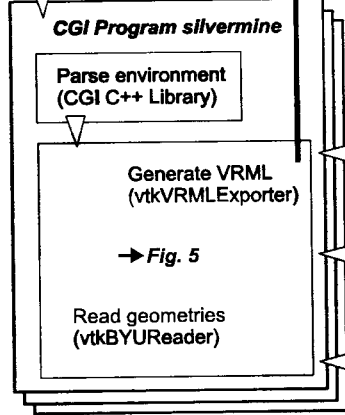 CGI Program silvermine
Parse environment
(CGI C++ Library)
Generate VRML
(vtkVRMLExporter)
➔ Fig. 5
Read geometries
(vtkBYUReader)